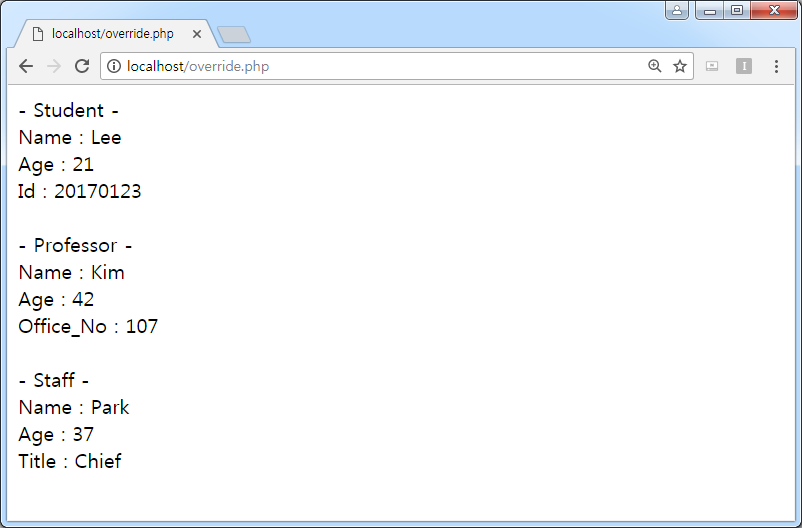 localhost/override.php
localhost/override.php
- Student -
Name : Lee
Age : 21
Id : 20170123
- Professor -
Name : Kim
Age : 42
Office_No : 107
- Staff -
Name : Park
Age : 37
Title : Chief